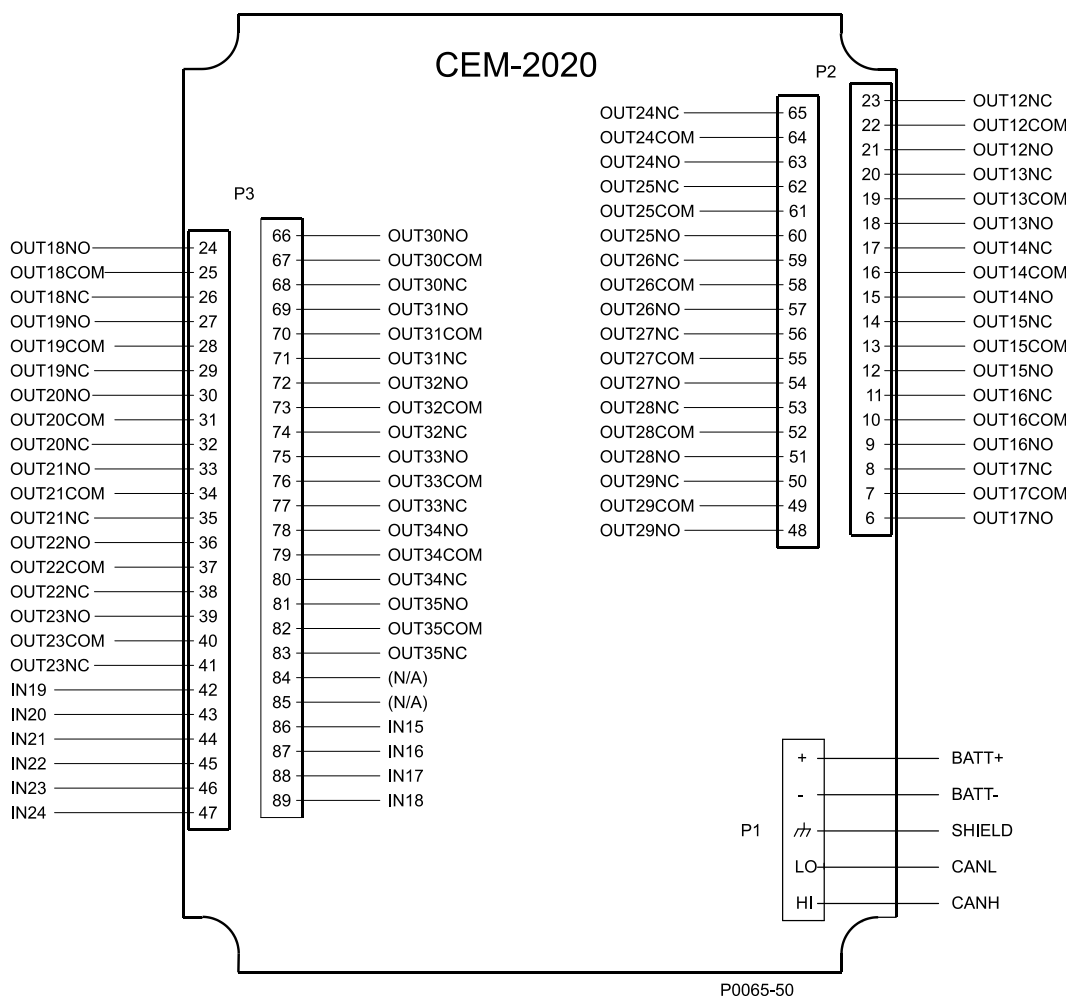 CEM-2020
P2
OUT24NC 65
OUT24COM 64
OUT24NO 63
OUT25NC 62
OUT25COM 61
OUT25NO 60
OUT26NC 59
OUT26COM 58
OUT26NO 57
OUT27NC 56
OUT27COM 55
OUT27NO 54
OUT28NC 53
OUT28COM 52
OUT28NO 51
OUT29NC 50
OUT29COM 49
OUT29NO 48
23 OUT12NC
22 OUT12COM
21 OUT12NO
20 OUT13NC
19 OUT13COM
18 OUT13NO
17 OUT14NC
16 OUT14COM
15 OUT14NO
14 OUT15NC
13 OUT15COM
12 OUT15NO
11 OUT16NC
10 OUT16COM
9 OUT16NO
8 OUT17NC
7 OUT17COM
6 OUT17NO
P3
OUT18NO 24
OUT18COM 25
OUT18NC 26
OUT19NO 27
OUT19COM 28
OUT19NC 29
OUT20NO 30
OUT20COM 31
OUT20NC 32
OUT21NO 33
OUT21COM 34
OUT21NC 35
OUT22NO 36
OUT22COM 37
OUT22NC 38
OUT23NO 39
OUT23COM 40
OUT23NC 41
IN19 42
IN20 43
IN21 44
IN22 45
IN23 46
IN24 47
66 OUT30NO
67 OUT30COM
68 OUT30NC
69 OUT31NO
70 OUT31COM
71 OUT31NC
72 OUT32NO
73 OUT32COM
74 OUT32NC
75 OUT33NO
76 OUT33COM
77 OUT33NC
78 OUT34NO
79 OUT34COM
80 OUT34NC
81 OUT35NO
82 OUT35COM
83 OUT35NC
84 (N/A)
85 (N/A)
86 IN15
87 IN16
88 IN17
89 IN18
P1
+ BATT+
- BATT-
SHIELD
LO CANL
HI CANH
P0065-50